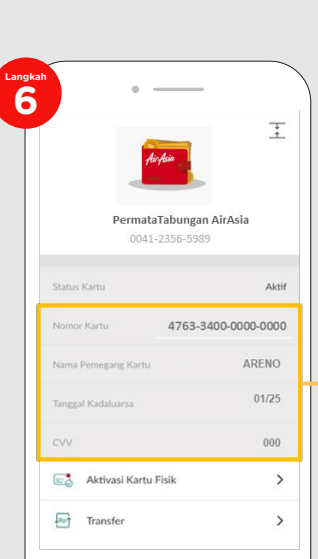 Langkah
6
AirAsia
PermataTabungan AirAsia
0041-2356-5989
Status Kartu Aktif
Nomor Kartu 4763-3400-0000-0000
Nama Pemegang Kartu ARENO
Tanggal Kadaluarsa 01/25
CVV 000
Aktivasi Kartu Fisik
Transfer